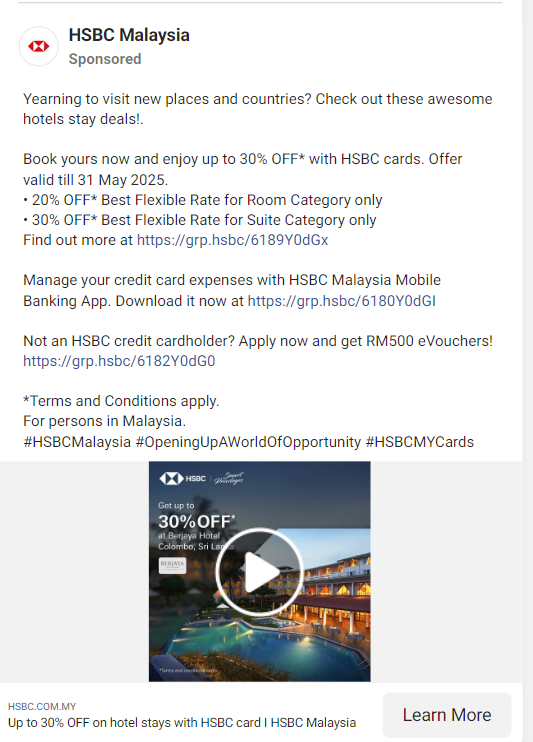 HSBC Malaysia
Sponsored
Yearning to visit new places and countries? Check out these awesome
hotels stay deals!.
Book yours now and enjoy up to 30% OFF* with HSBC cards. Offer
valid till 31 May 2025.
• 20% OFF* Best Flexible Rate for Room Category only
• 30% OFF* Best Flexible Rate for Suite Category only
Find out more at https://grp.hsbc/6189Y0dGx
Manage your credit card expenses with HSBC Malaysia Mobile
Banking App. Download it now at https://grp.hsbc/6180Y0dGI
Not an HSBC credit cardholder? Apply now and get RM500 eVouchers!
https://grp.hsbc/6182Y0dG0
*Terms and Conditions apply.
For persons in Malaysia.
#HSBCMalaysia #OpeningUpAWorldOfOpportunity #HSBCMYCards
HSBC Smart Privileges
Get up to
30%OFF*
at Berjaya Hotel
Colombo, Sri Lan
BERJAYA
*Terms and conditions apply
HSBC.COM.MY
Up to 30% OFF on hotel stays with HSBC card I HSBC Malaysia
Learn More